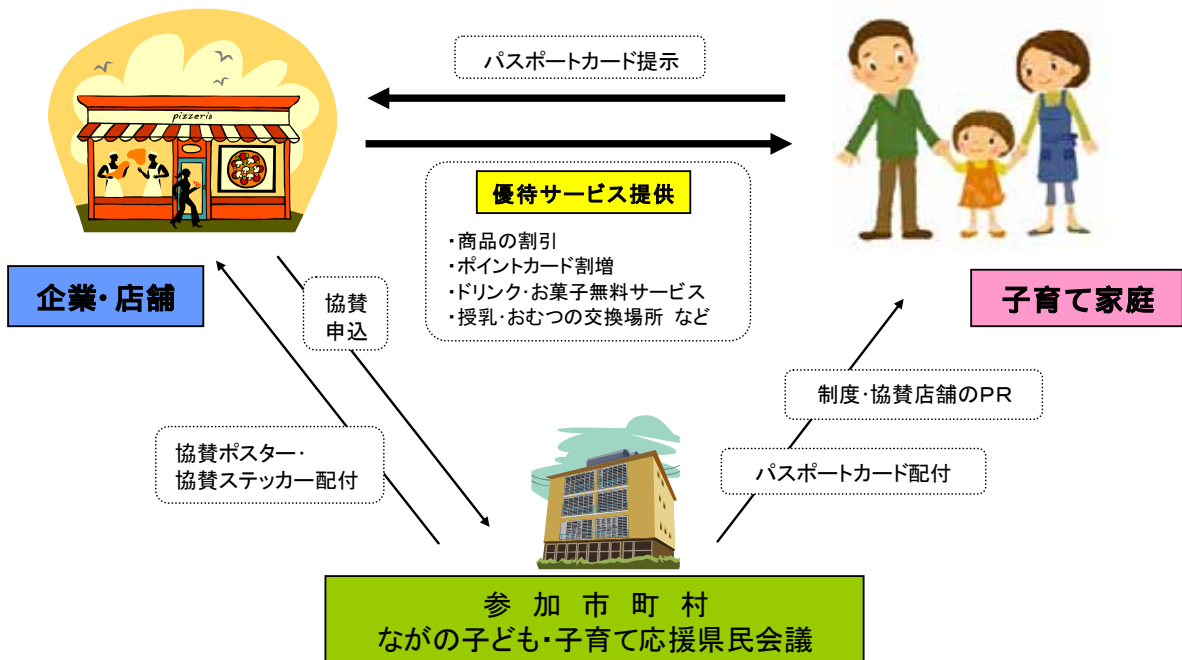 パスポートカード提示
pizzeria
優待サービス提供
・商品の割引
・ポイントカード割増
・ドリンク・お菓子無料サービス
・授乳・おむつの交換場所 など
企業・店舗
子育て家庭
協賛
申込
制度・協賛店舗のPR
協賛ポスター・
協賛ステッカー配付
パスポートカード配付
参加市町村
ながの子ども・子育て応援県民会議